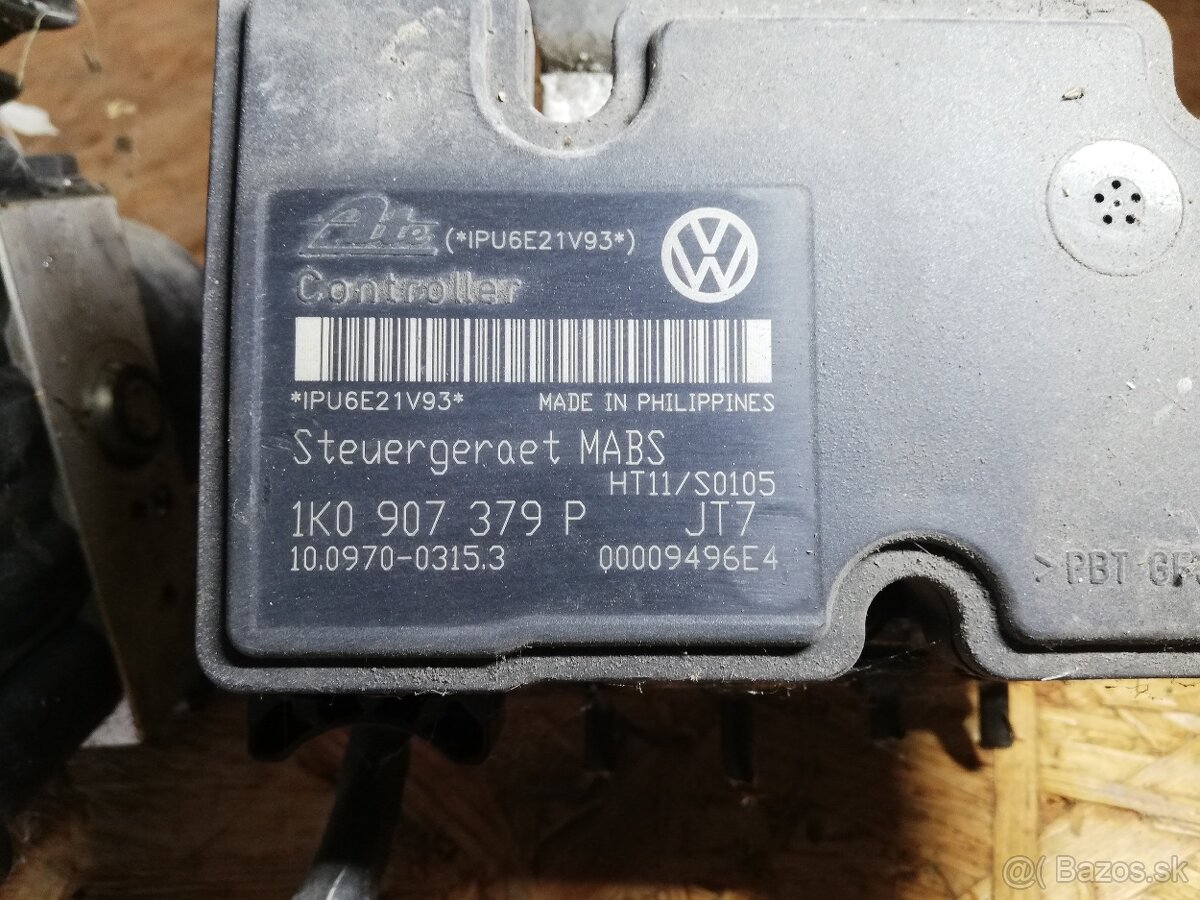 Ate (*IPU6E21V93*)
Controller
*IPU6E21V93* MADE IN PHILIPPINES
Steuergeraet MABS
HT11/S0105
1K0 907 379 P JT7
10.0970-0315.3 00009496E4
>PBT GF
@( Bazos.sk